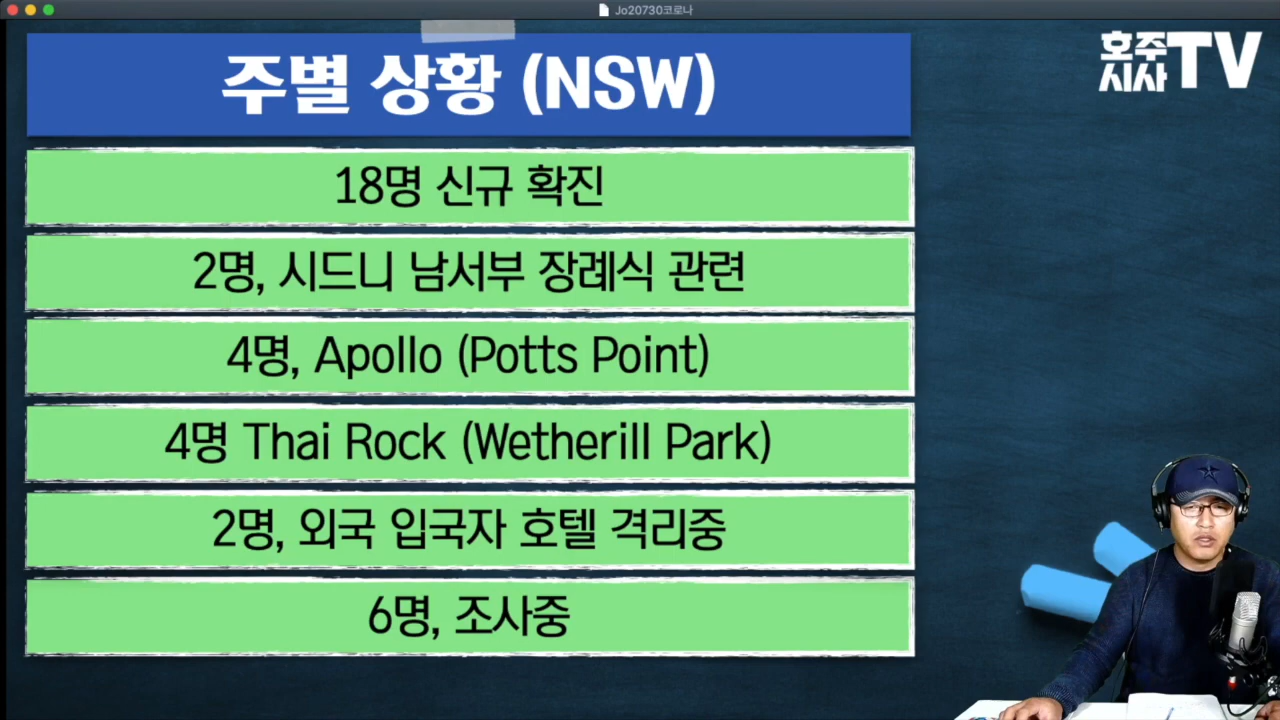 Jo20730코로나
호주
시사TV
주별 상황 (NSW)
18명 신규 확진
2명, 시드니 남서부 장례식 관련
4명, Apollo (Potts Point)
4명 Thai Rock (Wetherill Park)
2명, 외국 입국자 호텔 격리중
6명, 조사중